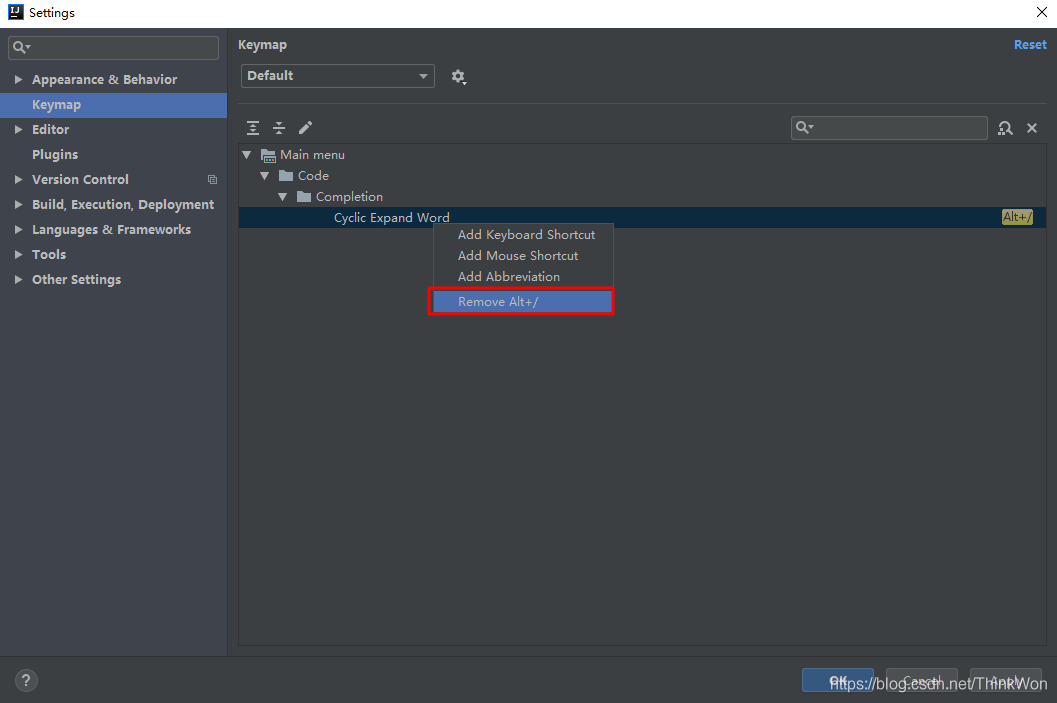 Settings
Keymap
Reset
Default
Appearance & Behavior
Keymap
Editor
Plugins
Version Control
Build, Execution, Deployment
Languages & Frameworks
Tools
Other Settings
Main menu
Code
Completion
Cyclic Expand Word
Alt+/
Add Keyboard Shortcut
Add Mouse Shortcut
Add Abbreviation
Remove Alt+/
?
OK
Cancel
Apply
https://blog.csdn.net/ThinkWon